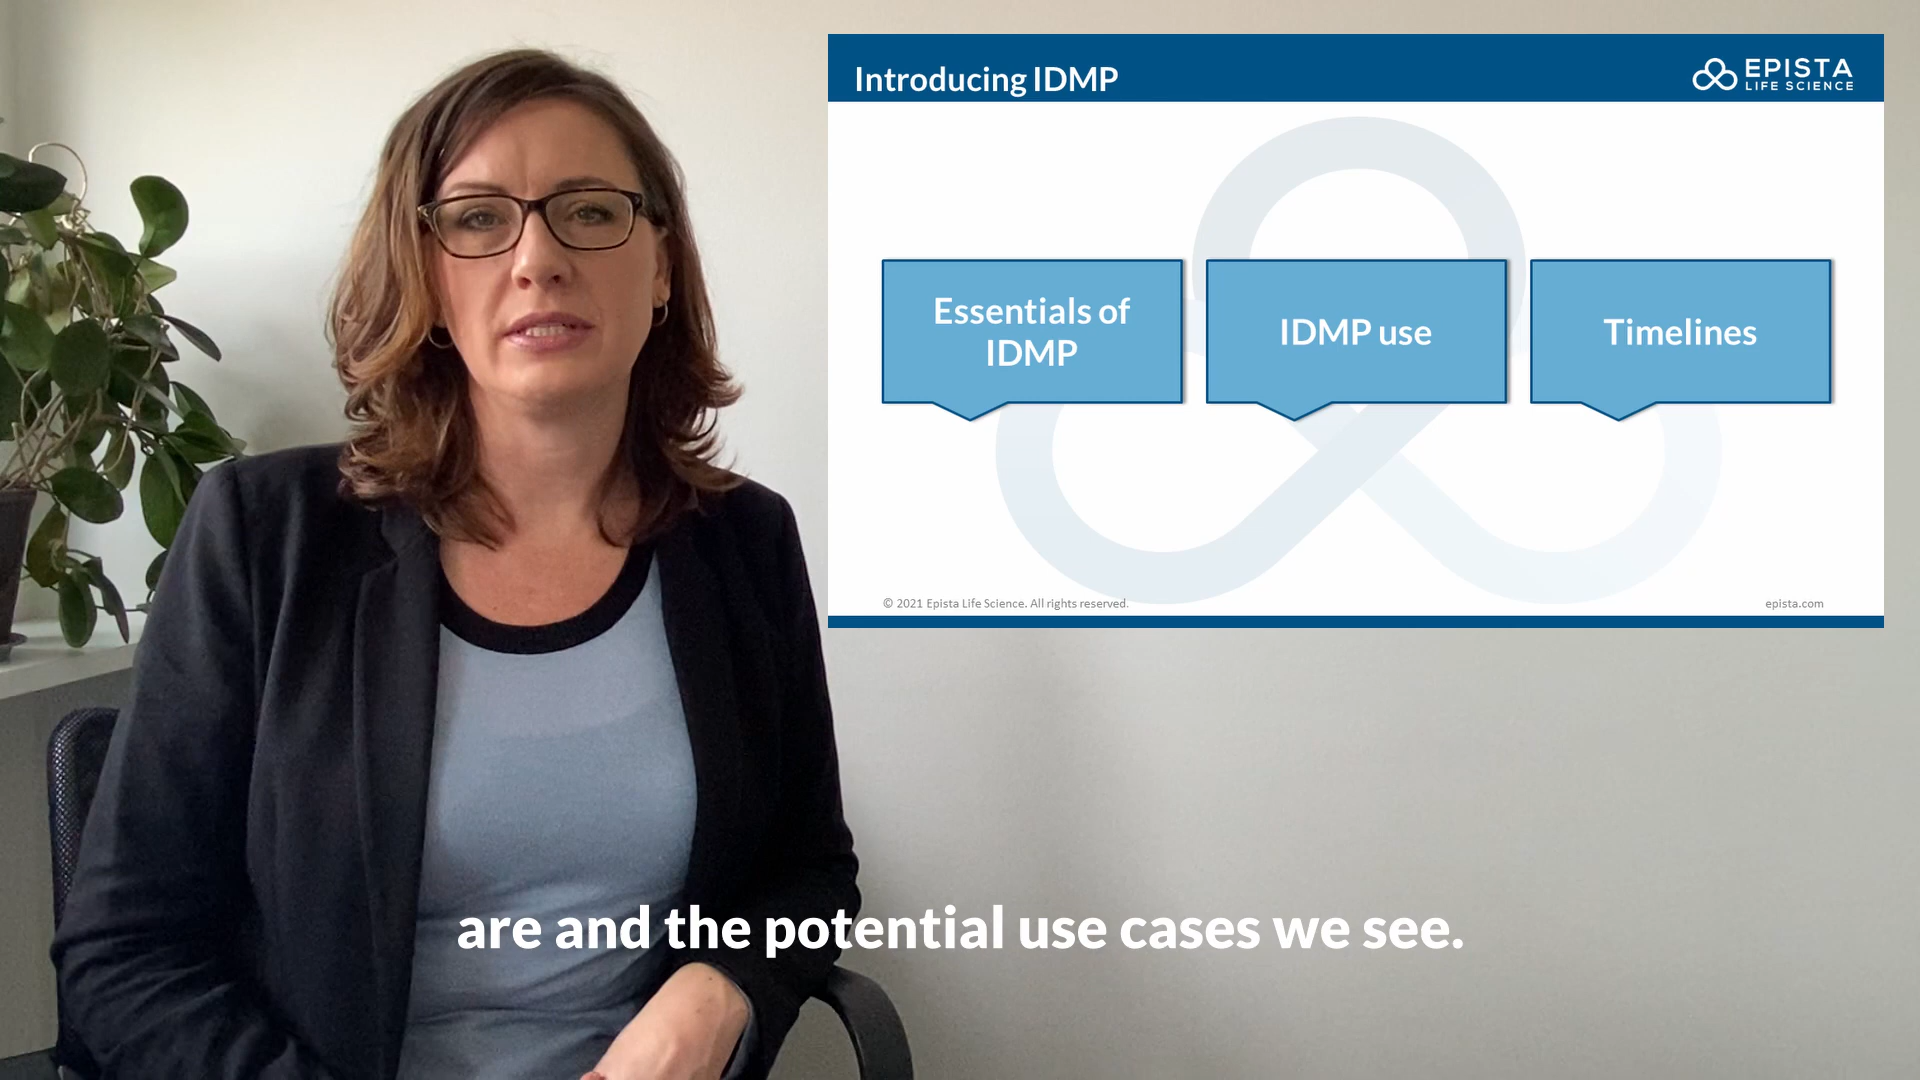 Introducing IDMP
EPISTA
LIFE SCIENCE
Essentials of
IDMP
IDMP use
Timelines
© 2021 Epista Life Science. All rights reserved.
epista.com
are and the potential use cases we see.